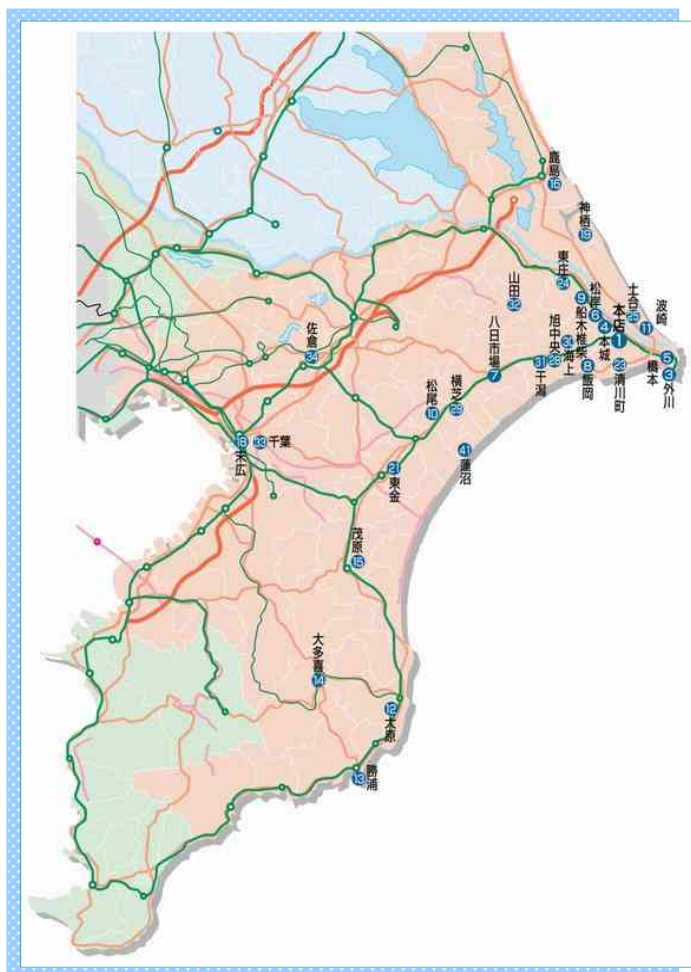 鹿島
16
神栖
19
東庄
24
山田
32
松岸
6
9
船木椎柴
土合
25
波崎
11
本店
1
4
本城
旭中央
26
30
海上
31
干潟
8
飯岡
23
清川町
橋本
5
3
外川
八日市場
7
佐倉
34
横芝
28
松尾
10
41
蓮沼
18
末広
33
千葉
21
東金
茂原
15
大多喜
14
12
大原
13
勝浦